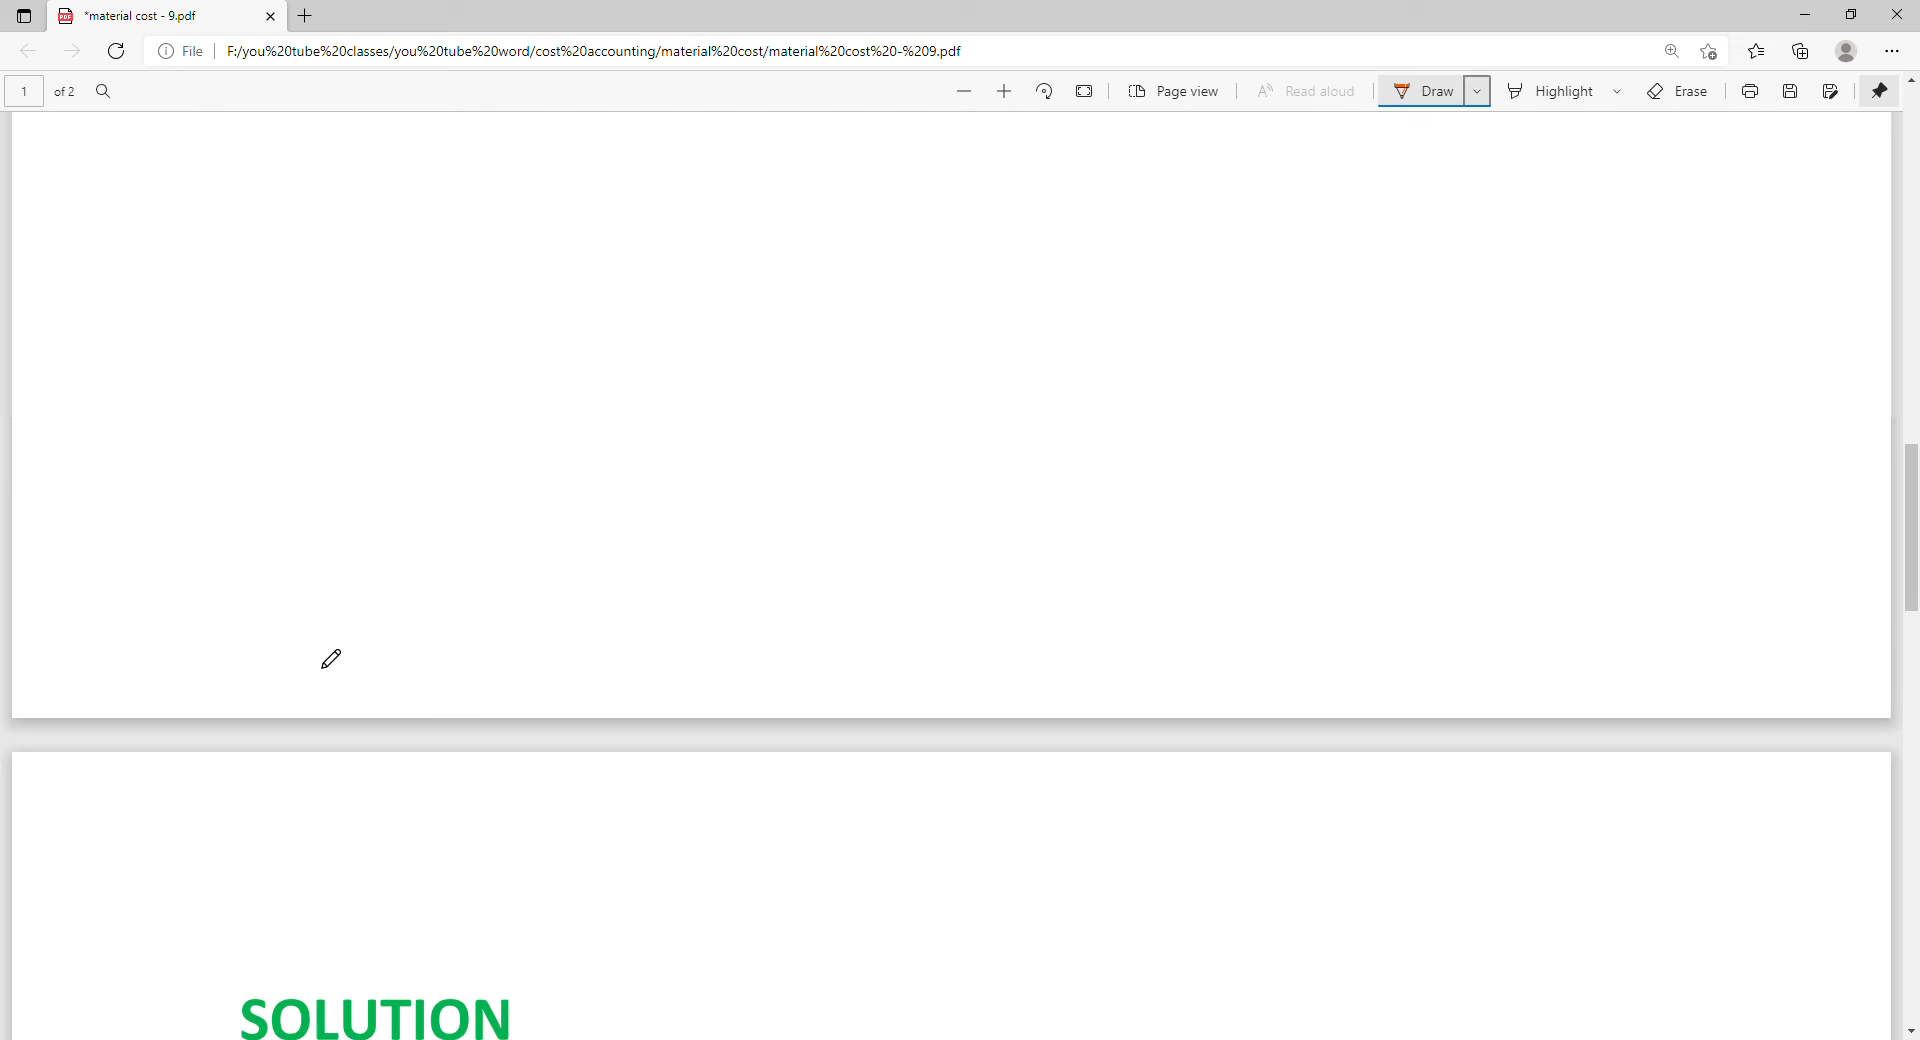 *material cost - 9.pdf
File
F:/you%20tube%20classes/you%20tube%20word/cost%20accounting/material%20cost/material%20cost%20-%209.pdf
1 of 2
Page view
Read aloud
Draw
Highlight
Erase
SOLUTION